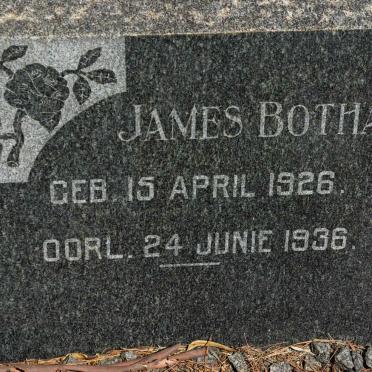 JAMES BOTHA
GEB. 15 APRIL 1926.
OORL. 24 JUNIE 1936.